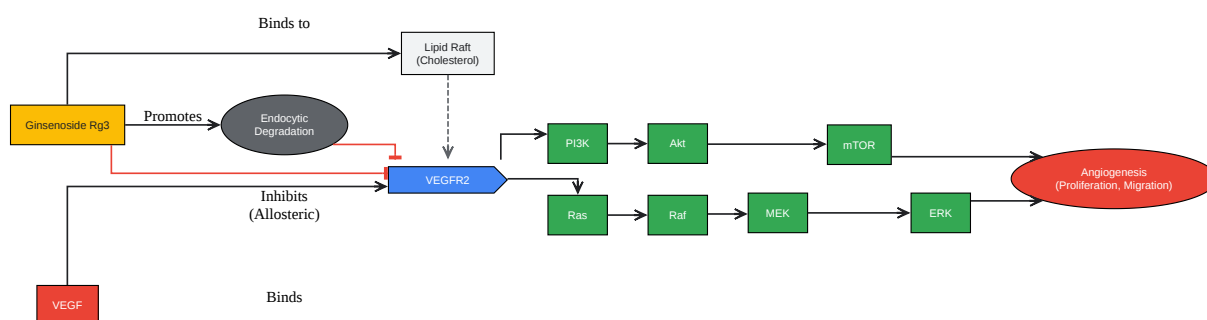 Binds to
Lipid Raft
(Cholesterol)
Ginsenoside Rg3
Promotes
Endocytic
Degradation
PI3K
Akt
mTOR
VEGFR2
Angiogenesis
(Proliferation, Migration)
Inhibits
(Allosteric)
Ras
Raf
MEK
ERK
VEGF
Binds